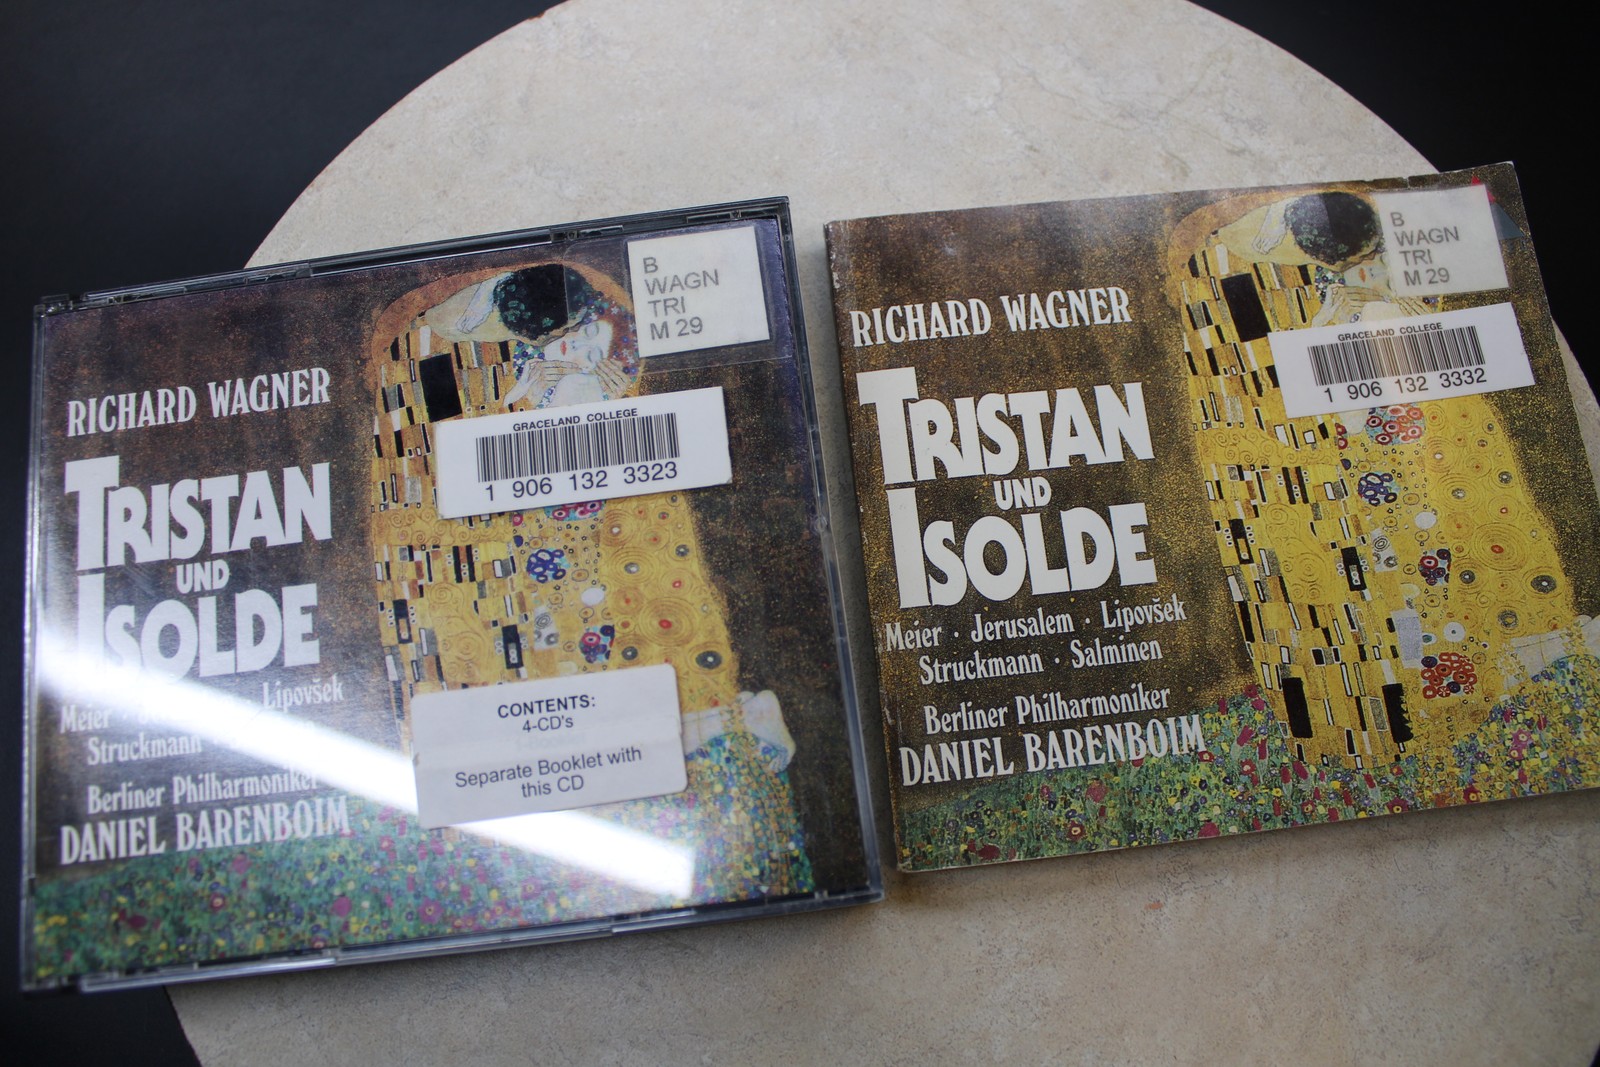 B
WAGN
TRI
M 29
RICHARD WAGNER
GRACELAND COLLEGE
1 906 132 3323
TRISTAN
UND
ISOLDE
Lipovšek
Meier ·
Struckmann
Berliner Philharmoniker
DANIEL BARENBOIM
CONTENTS:
4-CD's
Separate Booklet with
this CD
B
WAGN
TRI
M 29
RICHARD WAGNER
GRACELAND COLLEGE
1 906 132 3332
TRISTAN
UND
ISOLDE
Meier · Jerusalem · Lipovšek
Struckmann · Salminen
Berliner Philharmoniker
DANIEL BARENBOIM